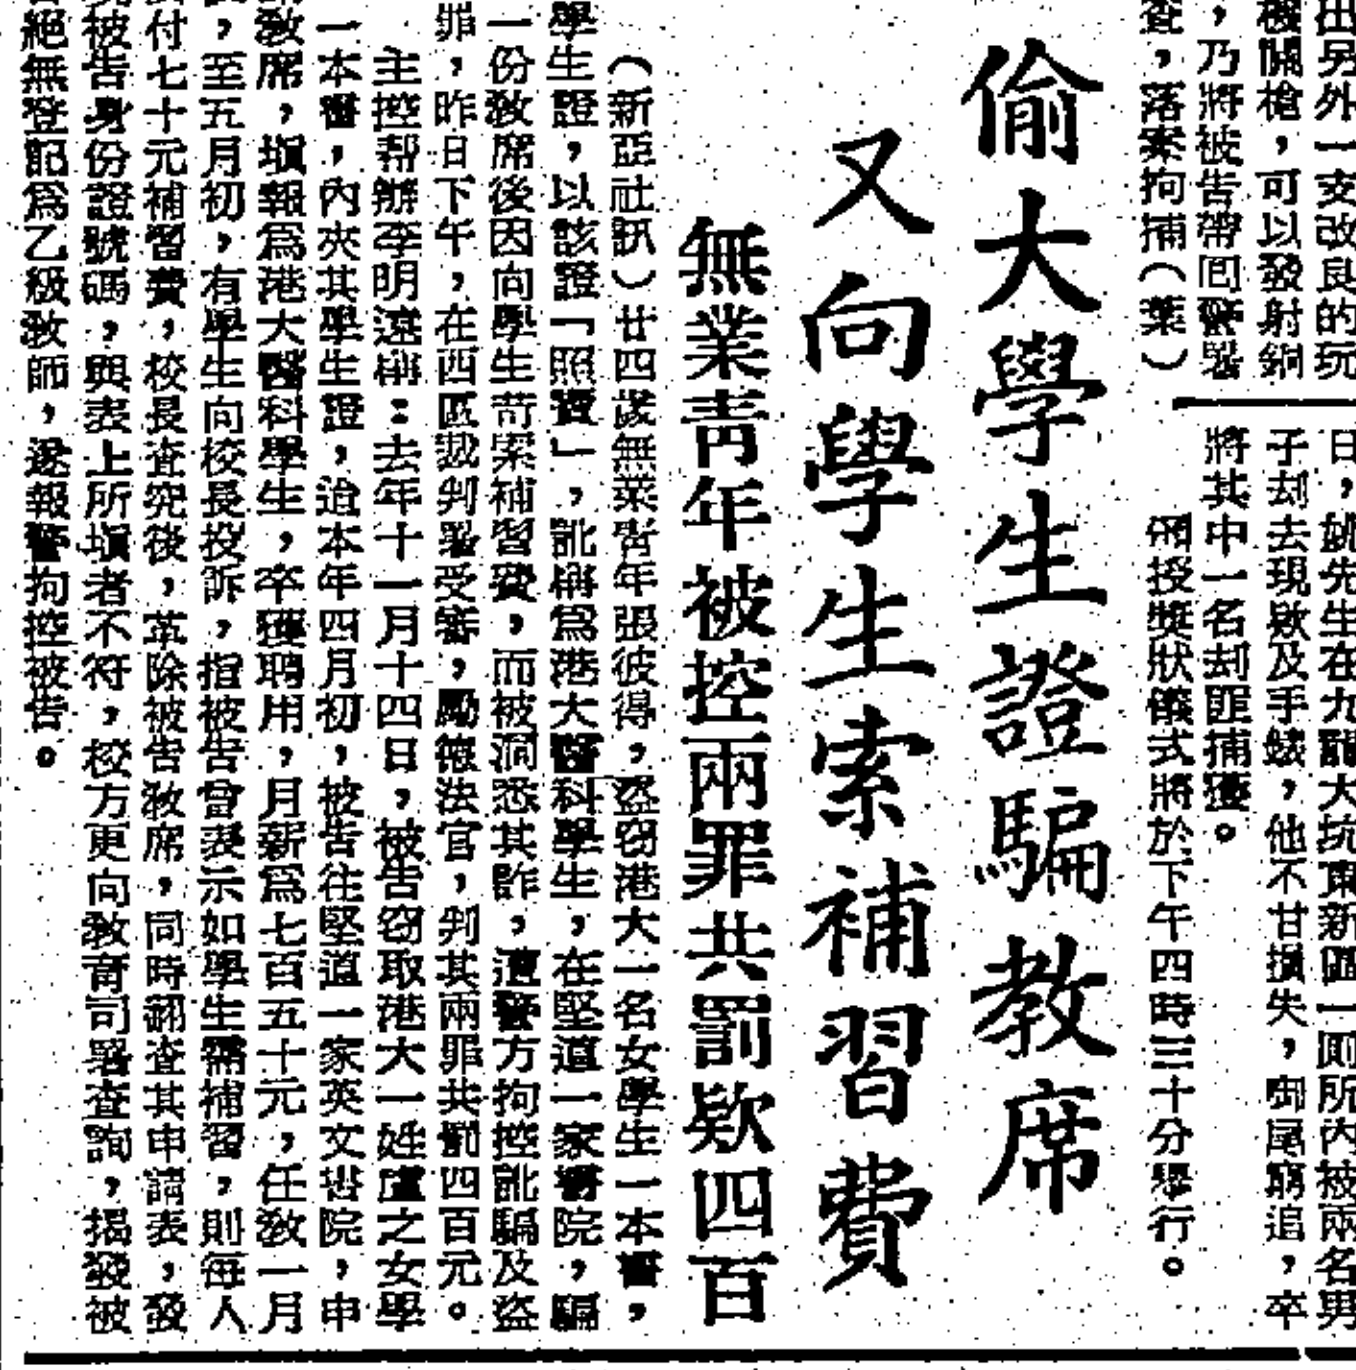 出另外一支改良的玩
機關槍，可以發射銅
，乃將被告帶回警署
查，落案拘捕（葉）
日，姚先生在九龍大坑東新區一間所內被兩名男
子刦去現欵及手錶，他不甘損失，啣尾窮追，卒
將其中一名刦匪捕獲。
授獎狀儀式將於下午四時三十分舉行。
偷大學生證騙教席
又向學生索補習費
無業青年被控兩罪共罰欵四百
（新亞社訊）廿四歲無業青年張彼得，盜窃港大一名女學生一本書，
學生證，以該證「照寶」，訛稱爲港大醫科學生，在堅道一家書院，騙
一份教席後因向學生苛索補習費，而被洞悉其詐，遭警方拘控訛騙及盜
罪，昨日下午，在西區裁判署受審，勵德法官，判其兩罪共罰四百元。
主控幫辦李明遠稱：去年十一月十四日，被告窃取港大一姓盧之女學
一本書，內夾其學生證，迨本年四月初，被告往堅道一家英文書院，申
請教席，塡報爲港大醫科學生，卒獲聘用，月薪爲七百五十元，任教一月
，至五月初，有學生向校長投訴，指被告曾表示如學生需補習，則每人
付七十元補習費，校長查究後，革除被告教席，同時翻查其申請表，發
被告身份證號碼，與表上所塡者不符，校方更向教育司署查詢，揭發被
絕無登記爲乙級教師，遂報警拘控被告。